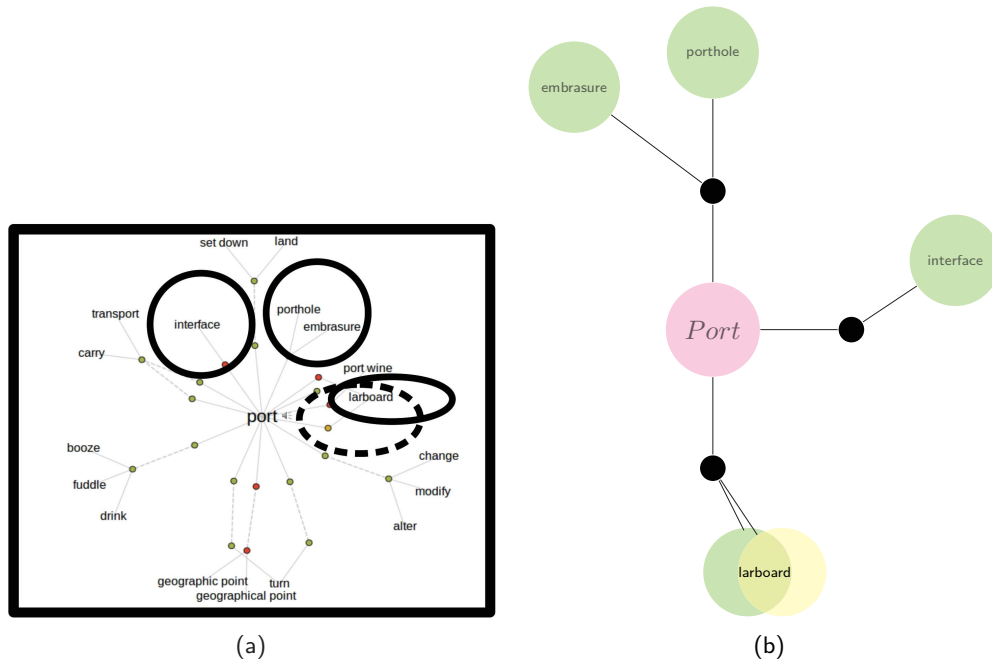 set down
land
transport
interface
porthole
embrasure
carry
port wine
larboard
port
booze
change
fuddle
modify
drink
alter
geographic point
turn
geographical point
(a)
porthole
embrasure
interface
Port
larboard
(b)